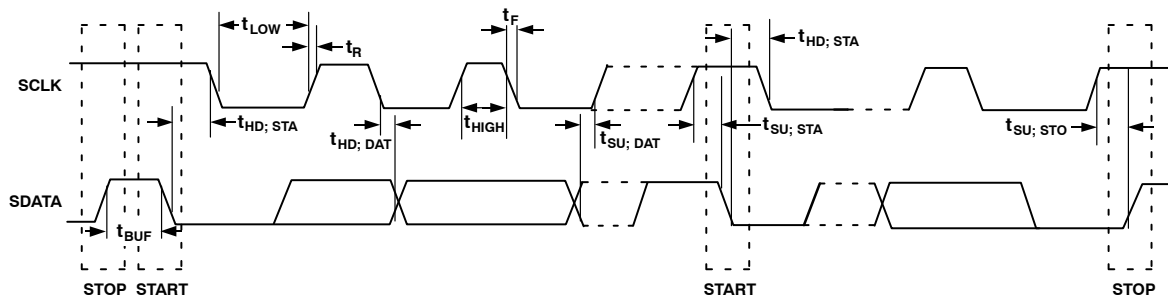 tLOW
tR
tF
tHD; STA
SCLK
tHD; STA
tHD; DAT
tHIGH
tSU; DAT
tSU; STA
tSU; STO
SDATA
tBUF
STOP START START STOP